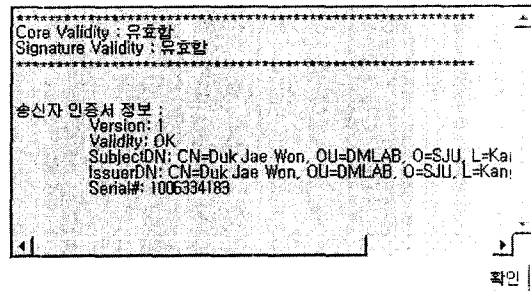 ************************************************************
Core Validity : 유효함
Signature Validity : 유효함
************************************************************
송신자 인증서 정보 :
Version: 1
Validity: OK
SubjectDN: CN=Duk Jae Won, OU=DMLAB, O=SJU, L=Kan
IssuerDN: CN=Duk Jae Won, OU=DMLAB, O=SJU, L=Kan
Serial#: 1006334183
확인